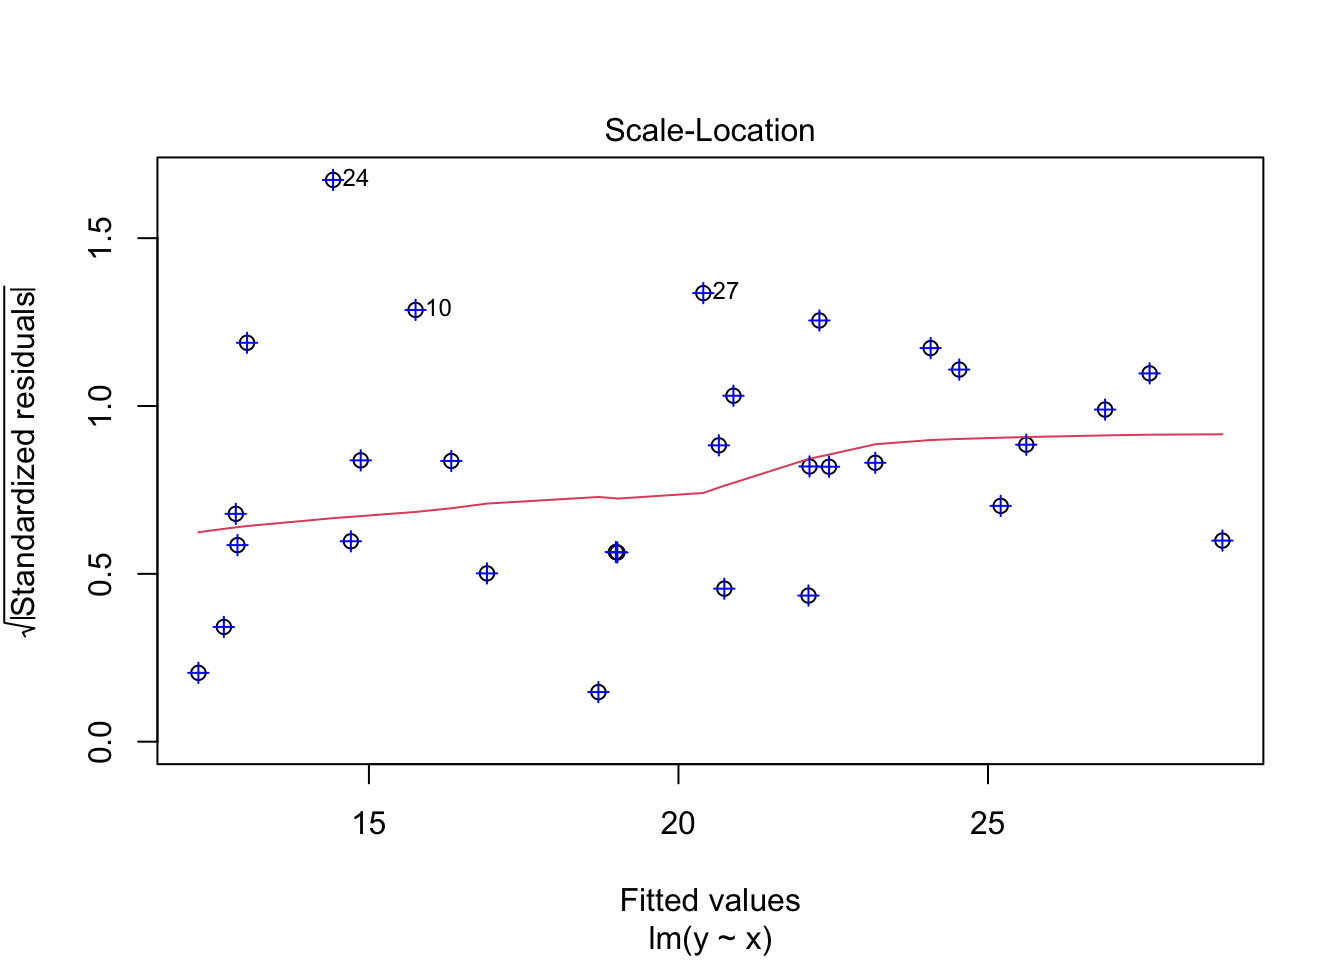 Scale-Location
24
10
27
√|Standardized residuals|
0.0
0.5
1.0
1.5
15
20
25
Fitted values
lm(y ~ x)